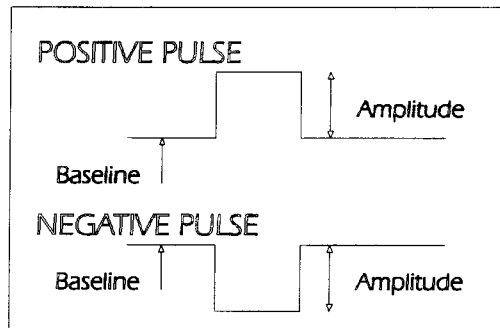 POSITIVE PULSE
Amplitude
Baseline
NEGATIVE PULSE
Baseline
Amplitude